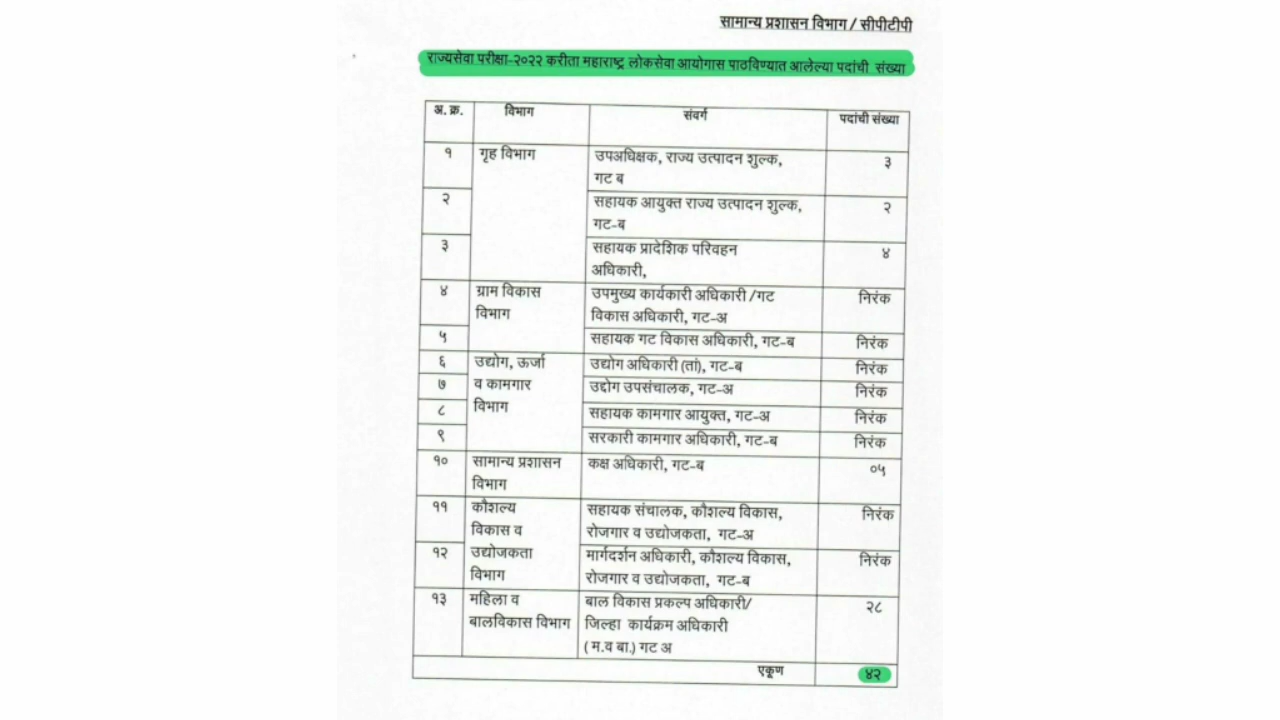 सामान्य प्रशासन विभाग / सीपीटीपी
राज्यसेवा परीक्षा-२०२२ करीता महाराष्ट्र लोकसेवा आयोगास पाठविण्यात आलेल्या पदांची संख्या
अ. क्र. विभाग संवर्ग पदांची संख्या
१ गृह विभाग उपअधिक्षक, राज्य उत्पादन शुल्क, ३
गट ब
२ सहायक आयुक्त राज्य उत्पादन शुल्क, २
गट-ब
३ सहायक प्रादेशिक परिवहन ४
अधिकारी,
४ ग्राम विकास उपमुख्य कार्यकारी अधिकारी /गट निरंक
विभाग विकास अधिकारी, गट-अ
५ सहायक गट विकास अधिकारी, गट-ब निरंक
६ उद्योग, ऊर्जा उद्योग अधिकारी (तां), गट-ब निरंक
७ व कामगार उद्योग उपसंचालक, गट-अ निरंक
८ विभाग सहायक कामगार आयुक्त, गट-अ निरंक
९ सरकारी कामगार अधिकारी, गट-ब निरंक
१० सामान्य प्रशासन कक्ष अधिकारी, गट-ब ०५
विभाग
११ कौशल्य सहायक संचालक, कौशल्य विकास, निरंक
विकास व रोजगार व उद्योजकता, गट-अ
१२ उद्योजकता मार्गदर्शन अधिकारी, कौशल्य विकास, निरंक
विभाग रोजगार व उद्योजकता, गट-ब
१३ महिला व बाल विकास प्रकल्प अधिकारी/ २८
बालविकास विभाग जिल्हा कार्यक्रम अधिकारी
( म.व बा.) गट अ
एकूण ४२